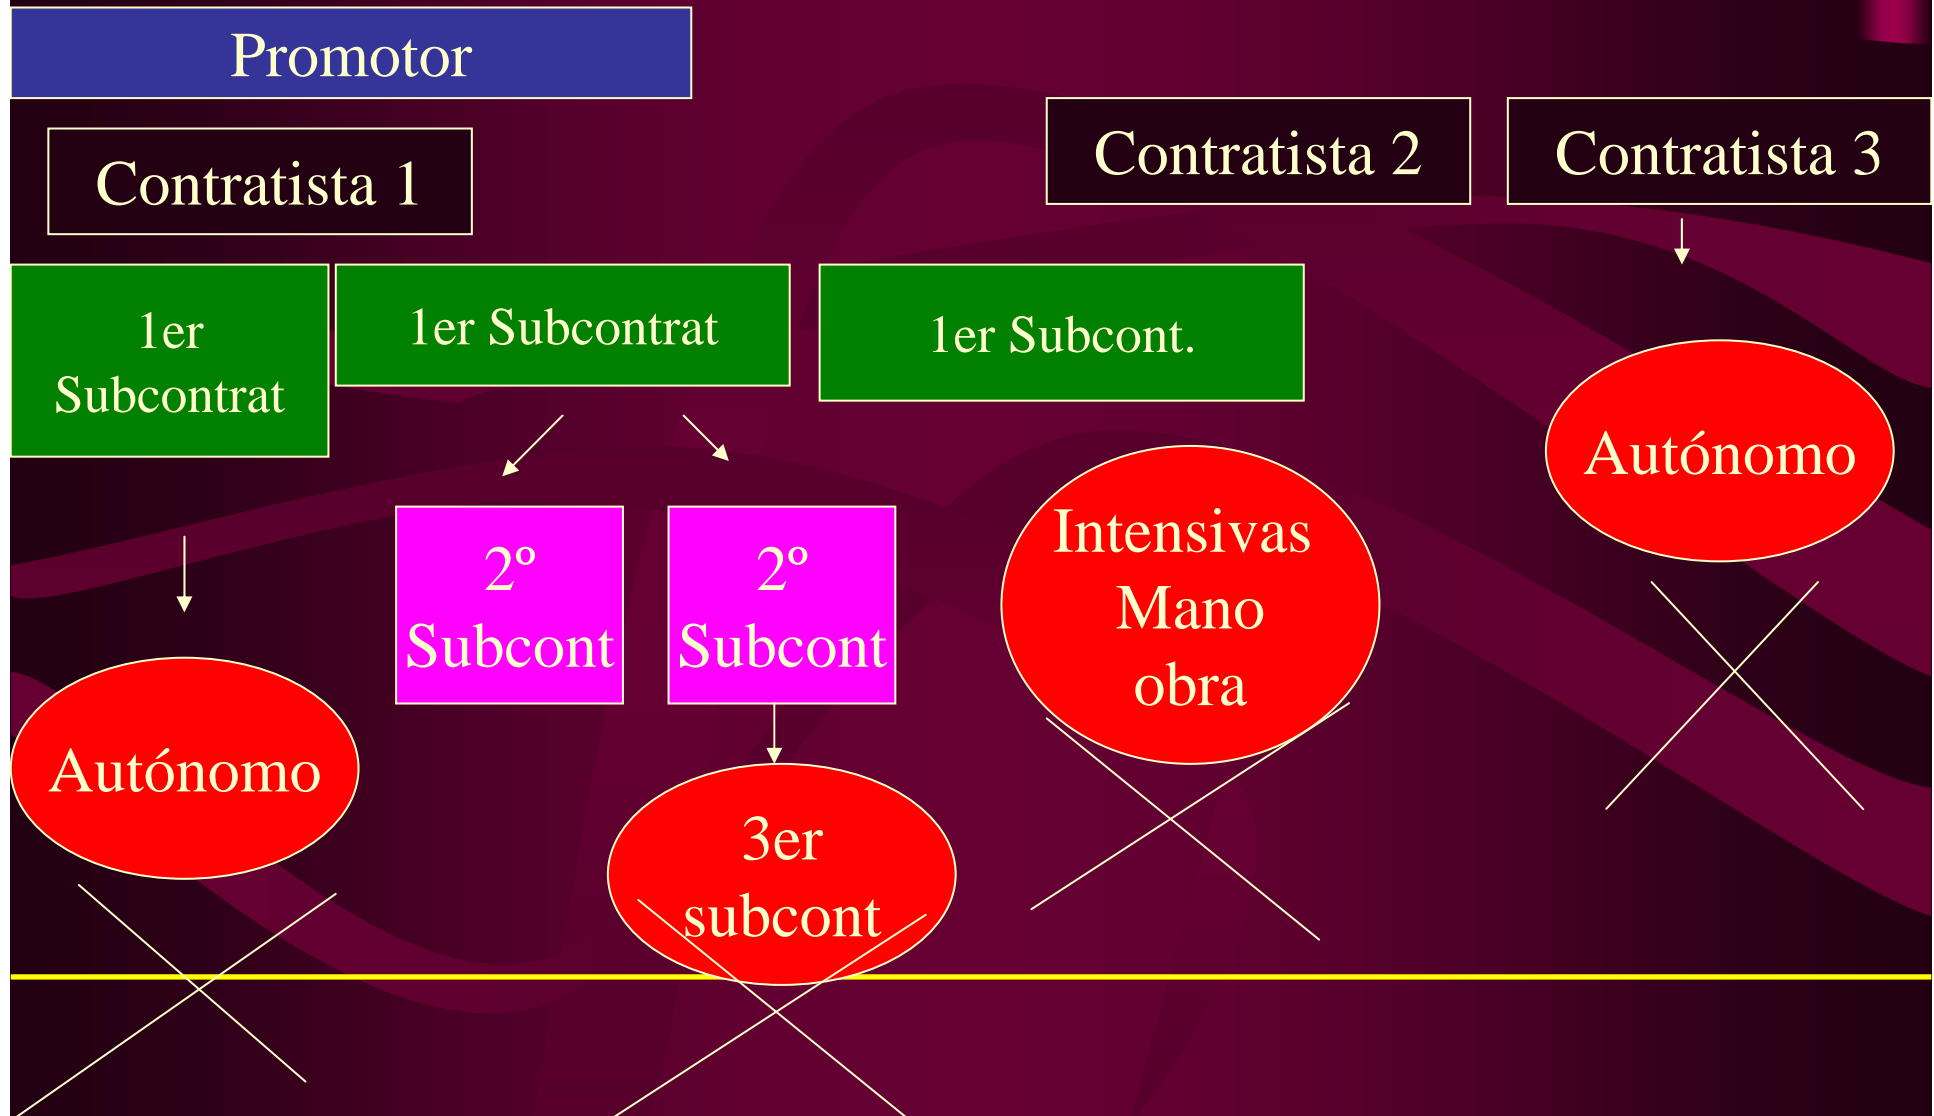 Promotor
Contratista 1
Contratista 2
Contratista 3
1er
Subcontrat
1er Subcontrat
1er Subcont.
Autónomo
Intensivas
Mano
obra
2º
Subcont
2º
Subcont
Autónomo
3er
subcont